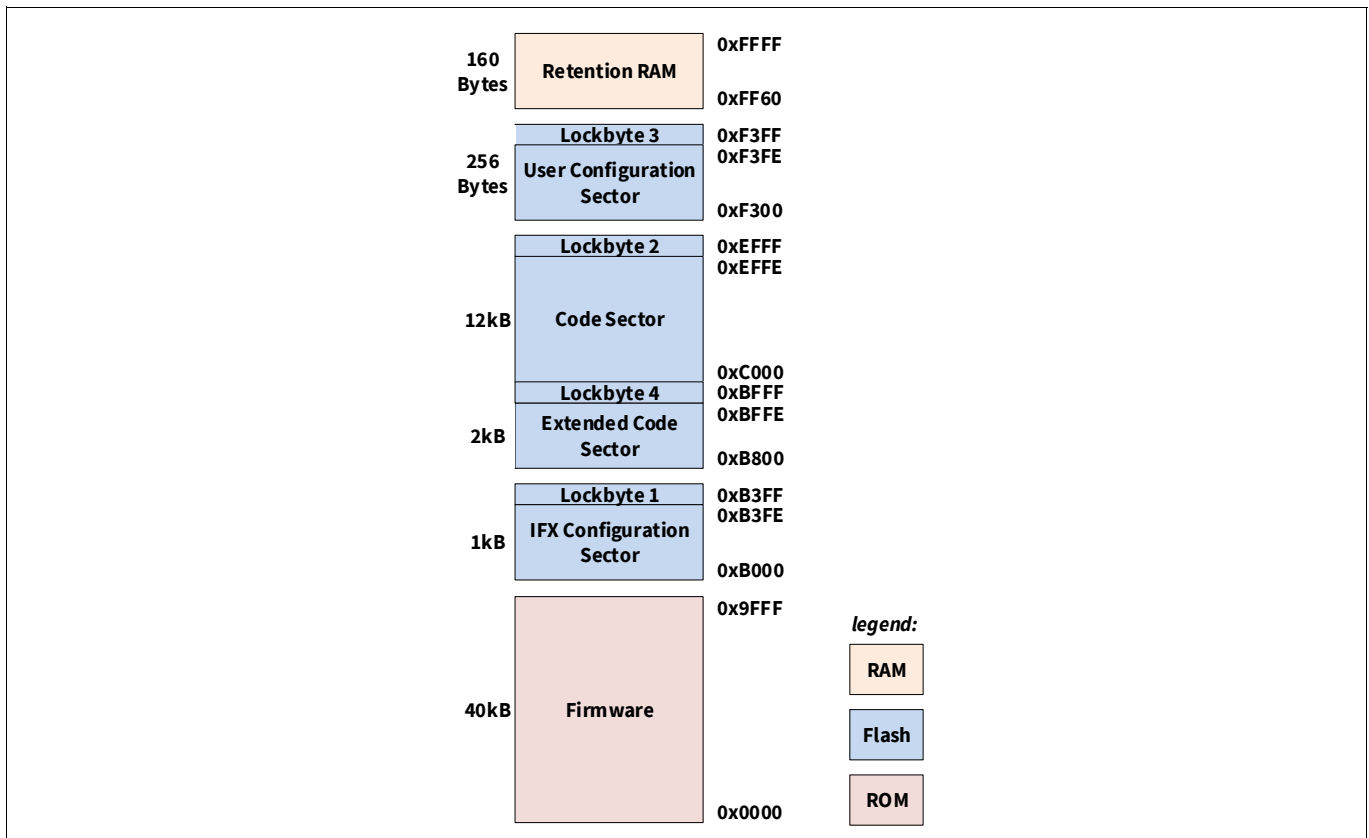 160
Bytes
Retention RAM
0xFFFF
0xFF60
256
Bytes
Lockbyte 3
User Configuration
Sector
0xF3FF
0xF3FE
0xF300
12kB
Lockbyte 2
Code Sector
0xEFFF
0xEFFE
0xC000
2kB
Lockbyte 4
Extended Code
Sector
0xBFFF
0xBFFE
0xB800
1kB
Lockbyte 1
IFX Configuration
Sector
0xB3FF
0xB3FE
0xB000
40kB
Firmware
0x9FFF
0x0000
legend:
RAM
Flash
ROM